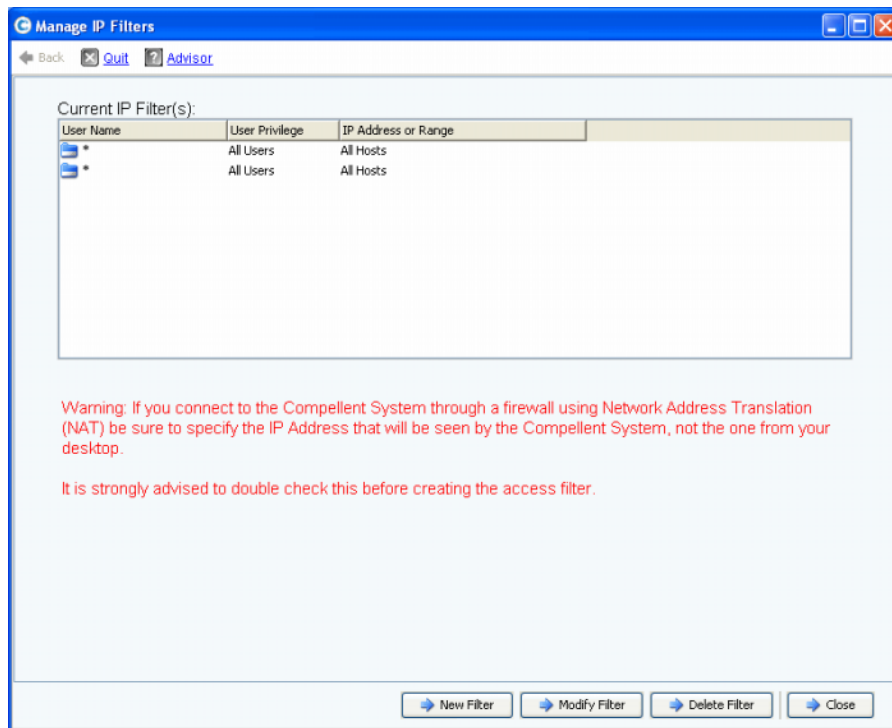 Manage IP Filters
Back Quit Advisor
Current IP Filter(s):
User Name User Privilege IP Address or Range
* All Users All Hosts
* All Users All Hosts
Warning: If you connect to the Compellent System through a firewall using Network Address Translation
(NAT) be sure to specify the IP Address that will be seen by the Compellent System, not the one from your
desktop.
It is strongly advised to double check this before creating the access filter.
New Filter Modify Filter Delete Filter Close